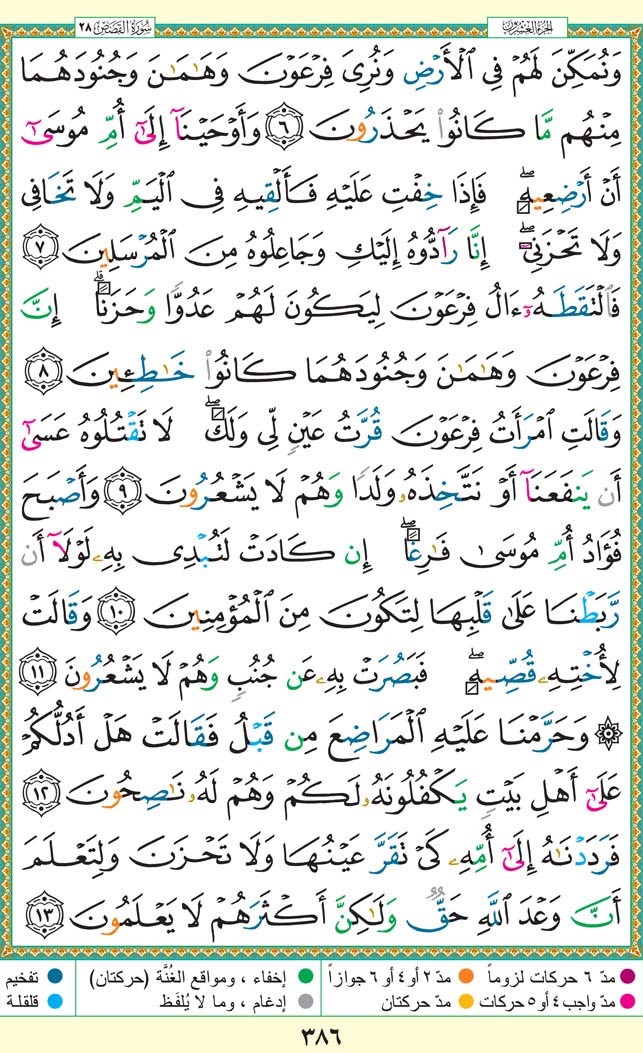 الجزء العشرون
سورة القصص ٢٨
وَنُمَكِّنَ لَهُمْ فِي ٱلْأَرْضِ وَنُرِيَ فِرْعَوْنَ وَهَٰمَٰنَ وَجُنُودَهُمَا
مِنْهُم مَّا كَانُوا۟ يَحْذَرُونَ ٦ وَأَوْحَيْنَآ إِلَىٰٓ أُمِّ مُوسَىٰٓ
أَنْ أَرْضِعِيهِ ۖ فَإِذَا خِفْتِ عَلَيْهِ فَأَلْقِيهِ فِي ٱلْيَمِّ وَلَا تَخَافِي
وَلَا تَحْزَنِيٓ ۖ إِنَّا رَآدُّوهُ إِلَيْكِ وَجَاعِلُوهُ مِنَ ٱلْمُرْسَلِينَ ٧
فَٱلْتَقَطَهُۥٓ ءَالُ فِرْعَوْنَ لِيَكُونَ لَهُمْ عَدُوًّا وَحَزَنًا ۗ إِنَّ
فِرْعَوْنَ وَهَٰمَٰنَ وَجُنُودَهُمَا كَانُوا۟ خَٰطِـِٔينَ ٨
وَقَالَتِ ٱمْرَأَتُ فِرْعَوْنَ قُرَّتُ عَيْنٍ لِّي وَلَكَ ۖ لَا تَقْتُلُوهُ عَسَىٰٓ
أَن يَنفَعَنَآ أَوْ نَتَّخِذَهُۥ وَلَدًا وَهُمْ لَا يَشْعُرُونَ ٩ وَأَصْبَحَ
فُؤَادُ أُمِّ مُوسَىٰ فَٰرِغًا ۖ إِن كَادَتْ لَتُبْدِي بِهِۦ لَوْلَآ أَن
رَّبَطْنَا عَلَىٰ قَلْبِهَا لِتَكُونَ مِنَ ٱلْمُؤْمِنِينَ ١٠ وَقَالَتْ
لِأُخْتِهِۦ قُصِّيهِ ۖ فَبَصُرَتْ بِهِۦ عَن جُنُبٍ وَهُمْ لَا يَشْعُرُونَ ١١
۞ وَحَرَّمْنَا عَلَيْهِ ٱلْمَرَاضِعَ مِن قَبْلُ فَقَالَتْ هَلْ أَدُلُّكُمْ
عَلَىٰٓ أَهْلِ بَيْتٍ يَكْفُلُونَهُۥ لَكُمْ وَهُمْ لَهُۥ نَٰصِحُونَ ١٢
فَرَدَدْنَٰهُ إِلَىٰٓ أُمِّهِۦ كَيْ تَقَرَّ عَيْنُهَا وَلَا تَحْزَنَ وَلِتَعْلَمَ
أَنَّ وَعْدَ ٱللَّهِ حَقٌّ وَلَٰكِنَّ أَكْثَرَهُمْ لَا يَعْلَمُونَ ١٣
مدّ ٦ حركات لزوماً مدّ ٢ أو ٤ أو ٦ جوازاً إخفاء ، ومواقع الغُنَّة (حركتان) تفخيم
مدّ واجب ٤ أو ٥ حركات مدّ حركتان إدغام ، وما لا يُلفَظ قلقلة
٣٨٦